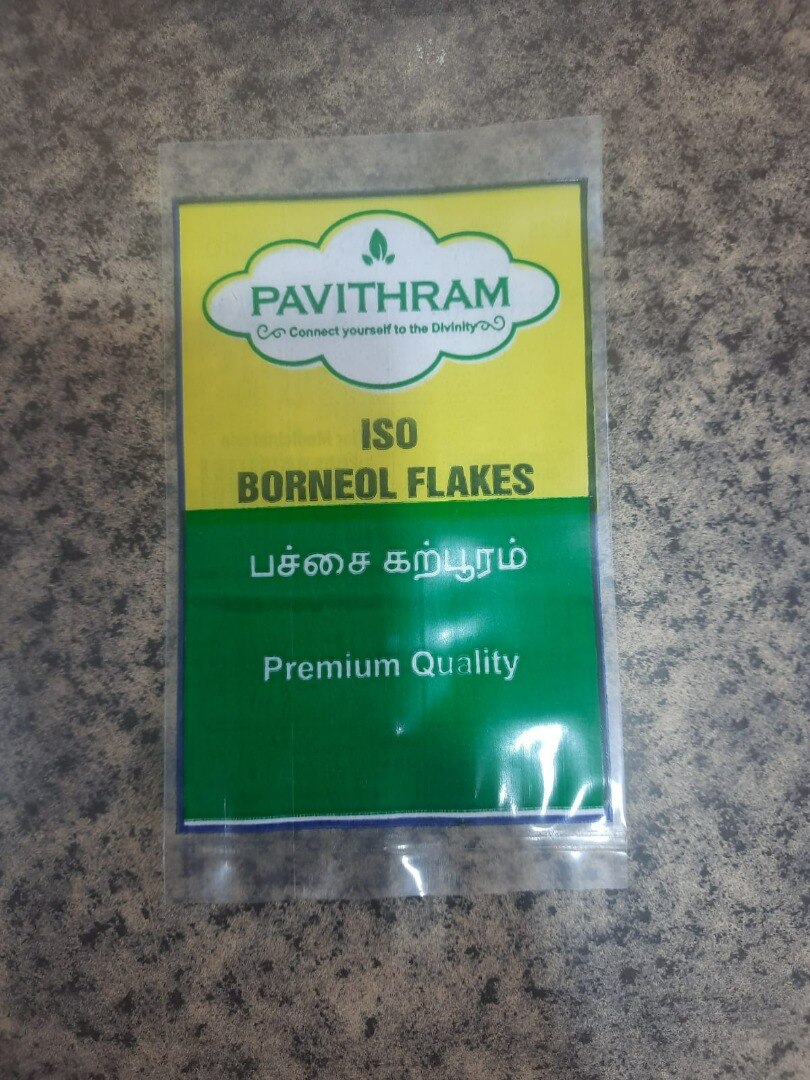 PAVITHRAM
Connect yourself to the Divinity
ISO
BORNEOL FLAKES
பச்சை கற்பூரம்
Premium Quality